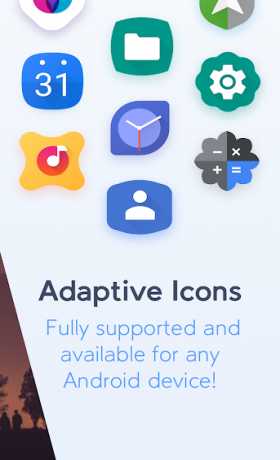 31
Adaptive Icons
Fully supported and
available for any
Android device!